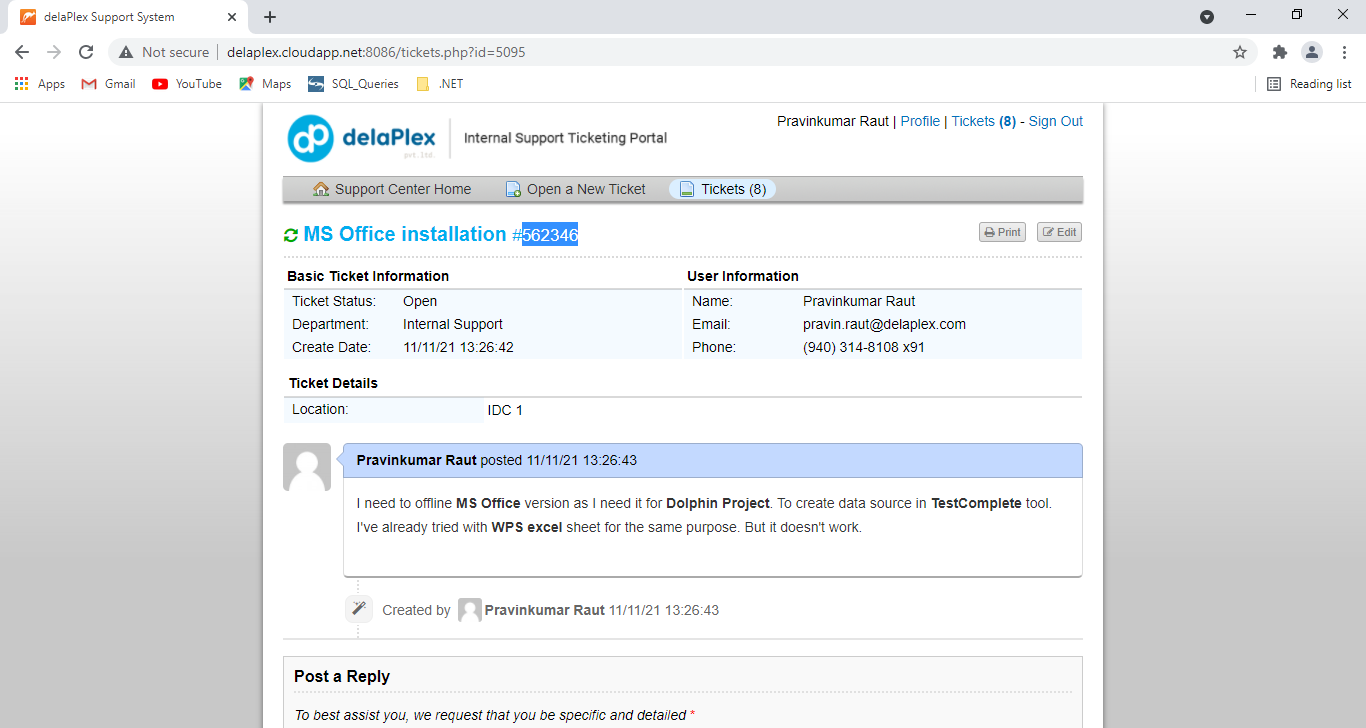 delaPlex Support System
Not secure delaplex.cloudapp.net:8086/tickets.php?id=5095
Apps Gmail YouTube Maps SQL_Queries .NET Reading list
dp delaPlex pvt. ltd. Internal Support Ticketing Portal
Pravinkumar Raut | Profile | Tickets (8) - Sign Out
Support Center Home Open a New Ticket Tickets (8)
MS Office installation #562346 Print Edit
Basic Ticket Information
Ticket Status: Open
Department: Internal Support
Create Date: 11/11/21 13:26:42
User Information
Name: Pravinkumar Raut
Email: pravin.raut@delaplex.com
Phone: (940) 314-8108 x91
Ticket Details
Location: IDC 1
Pravinkumar Raut posted 11/11/21 13:26:43
I need to offline MS Office version as I need it for Dolphin Project. To create data source in TestComplete tool.
I've already tried with WPS excel sheet for the same purpose. But it doesn't work.
Created by Pravinkumar Raut 11/11/21 13:26:43
Post a Reply
To best assist you, we request that you be specific and detailed *